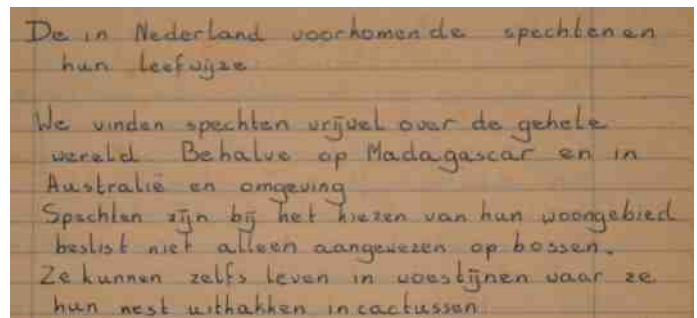 De in Nederland voorkomende spechten en
hun leefwijze
We vinden spechten vrijwel over de gehele
wereld. Behalve op Madagascar en in
Australië en omgeving
Spechten zijn bij het kiezen van hun woongebied
beslist niet alleen aangewezen op bossen.
Ze kunnen zelfs leven in woestijnen waar ze
hun nest uithakken in cactussen